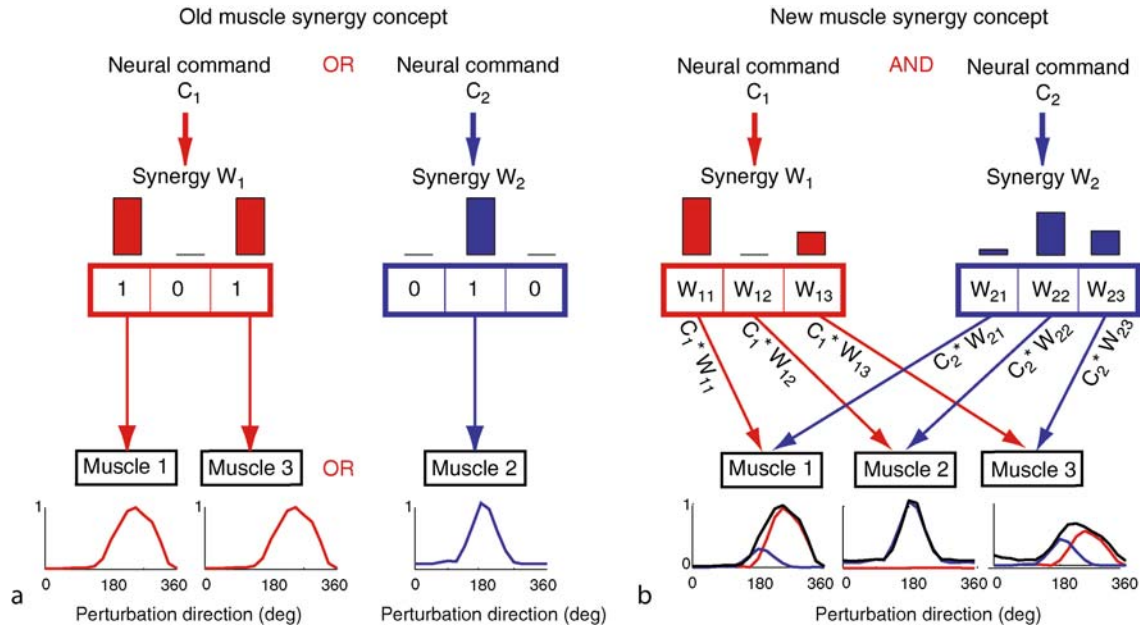 Old muscle synergy concept
New muscle synergy concept
Neural command
C1
OR
Neural command
C2
Neural command
C1
AND
Neural command
C2
Synergy W1
Synergy W2
Synergy W1
Synergy W2
1 0 1
0 1 0
W11 W12 W13
W21 W22 W23
C1* W11
C1* W12
C1* W13
C2* W21
C2* W22
C2* W23
Muscle 1
Muscle 3
OR
Muscle 2
Muscle 1
Muscle 2
Muscle 3
1
1
1
0
0 180 360
0 180 360
0 180 360
180 360
180 360
180 360
a
Perturbation direction (deg)
Perturbation direction (deg)
b
Perturbation direction (deg)